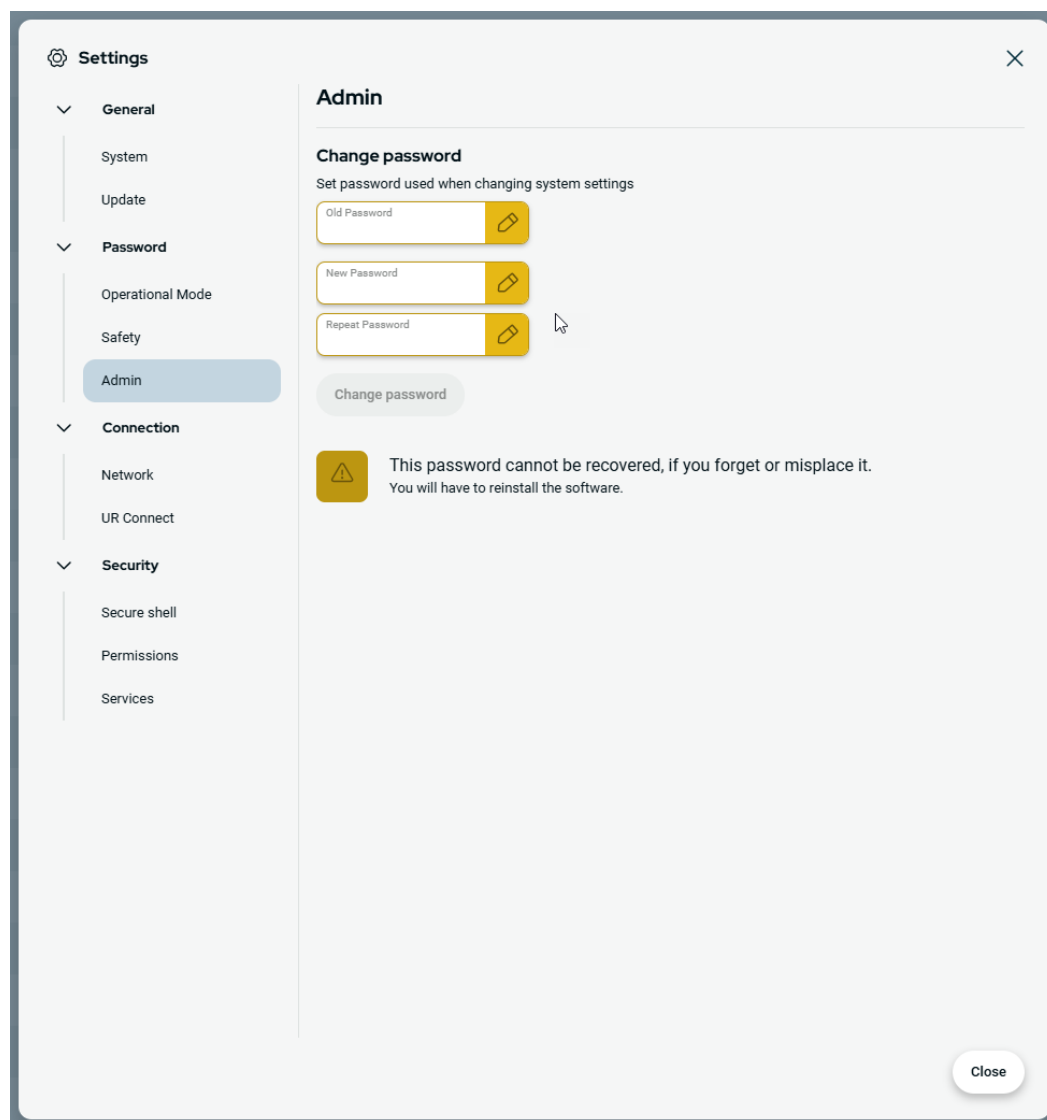 Settings
General
System
Update
Password
Operational Mode
Safety
Admin
Connection
Network
UR Connect
Security
Secure shell
Permissions
Services
Admin
Change password
Set password used when changing system settings
Old Password
New Password
Repeat Password
Change password
This password cannot be recovered, if you forget or misplace it.
You will have to reinstall the software.
Close